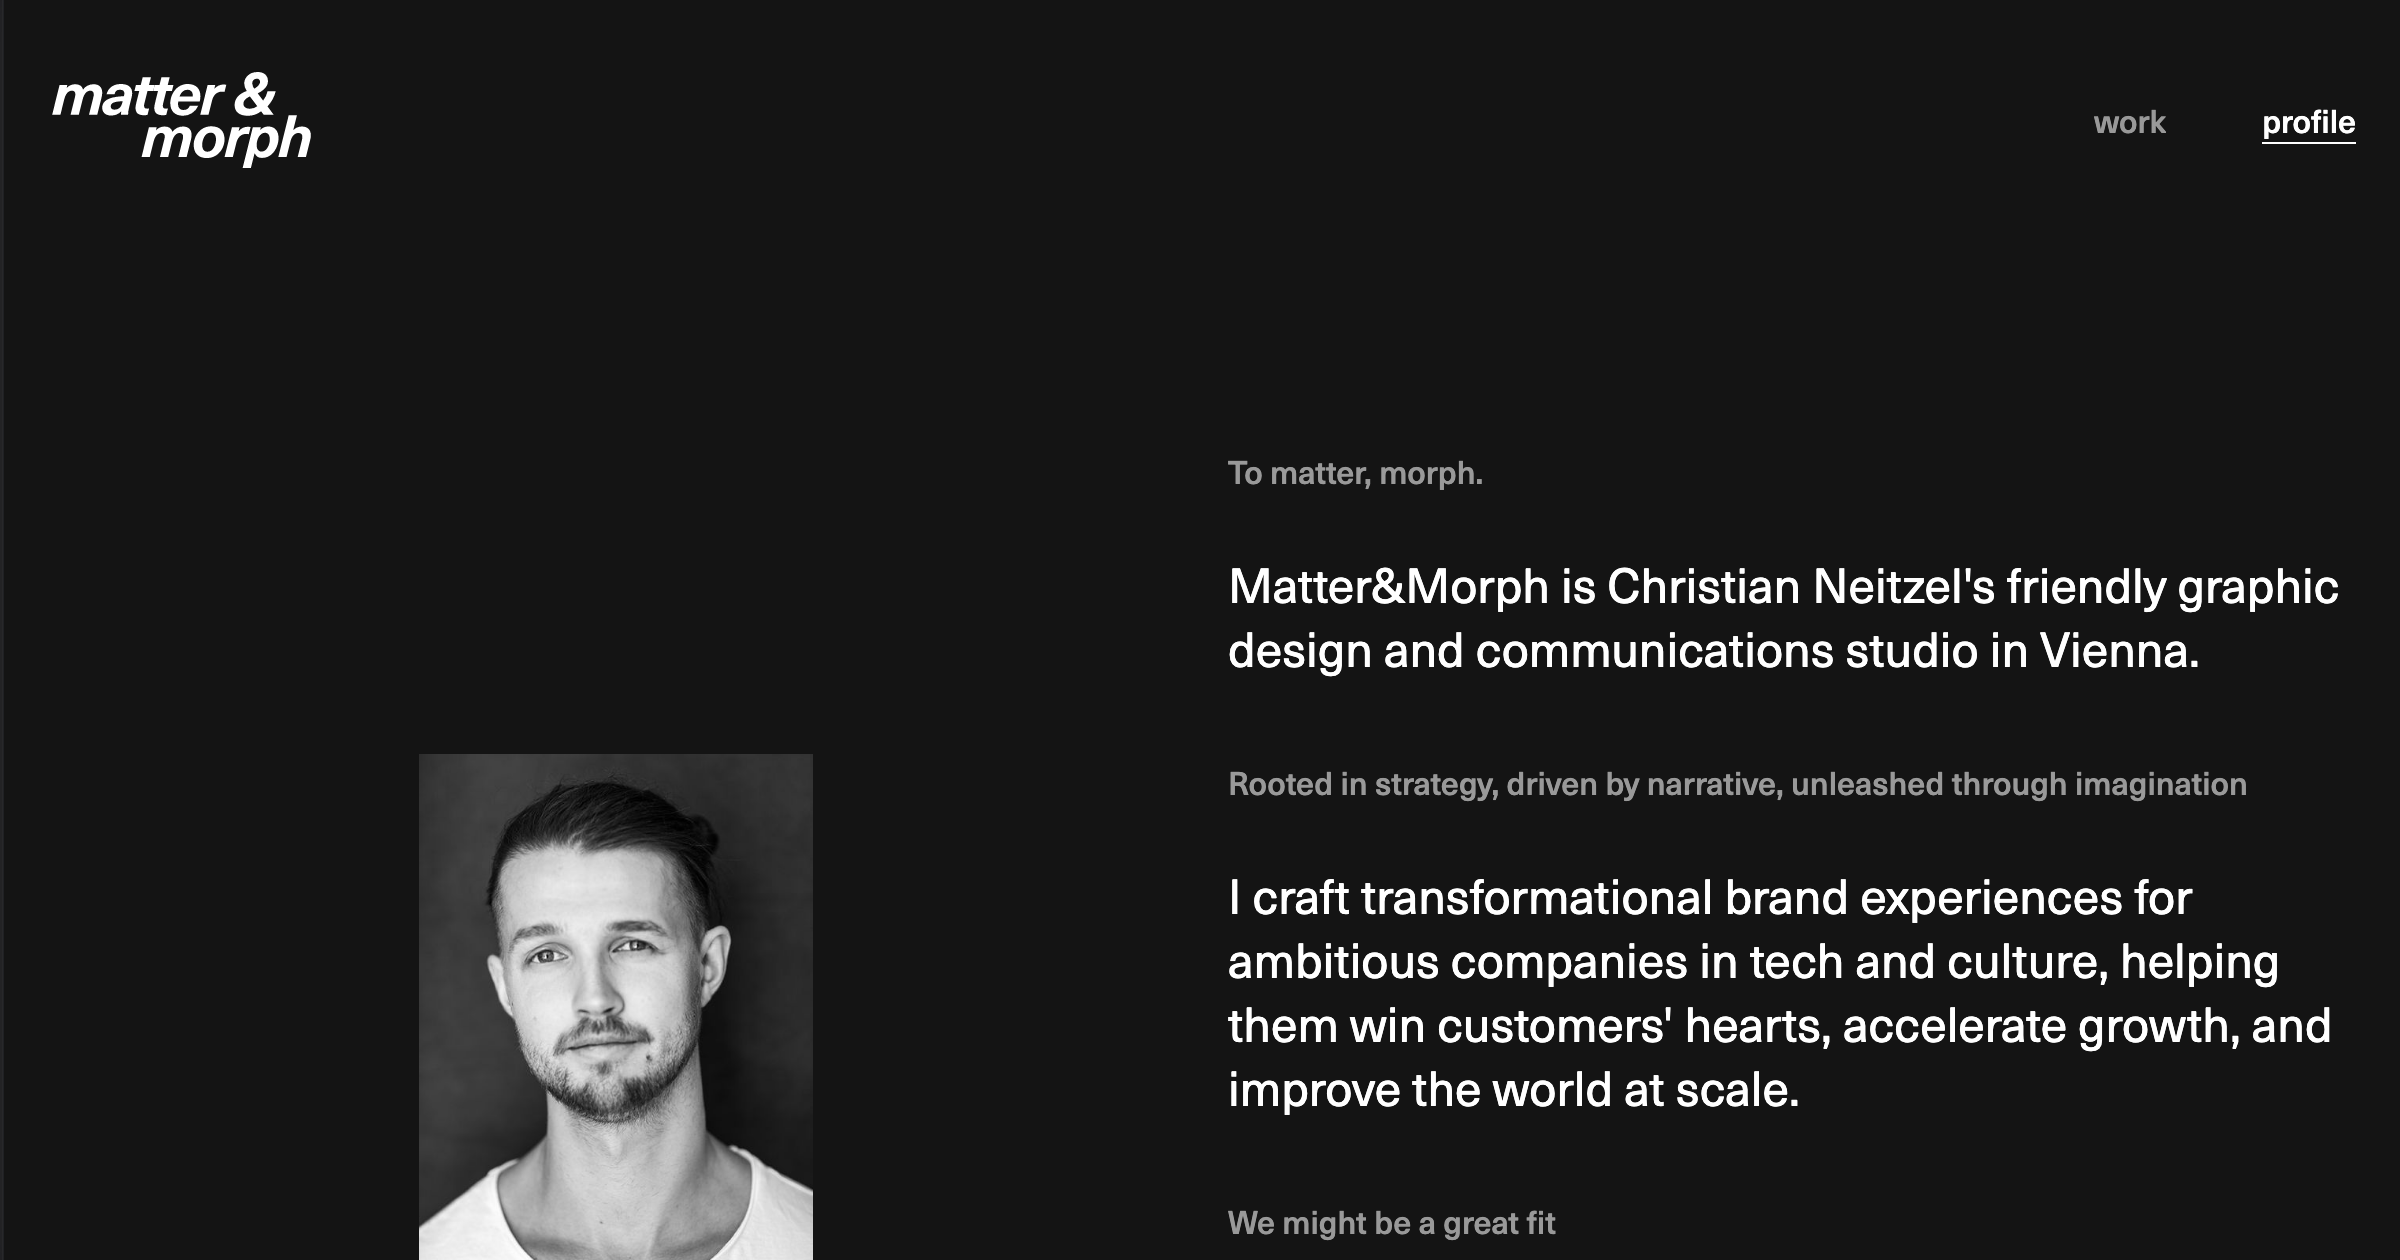 matter &
morph
work
profile
To matter, morph.
Matter&Morph is Christian Neitzel's friendly graphic
design and communications studio in Vienna.
Rooted in strategy, driven by narrative, unleashed through imagination
I craft transformational brand experiences for
ambitious companies in tech and culture, helping
them win customers' hearts, accelerate growth, and
improve the world at scale.
We might be a great fit